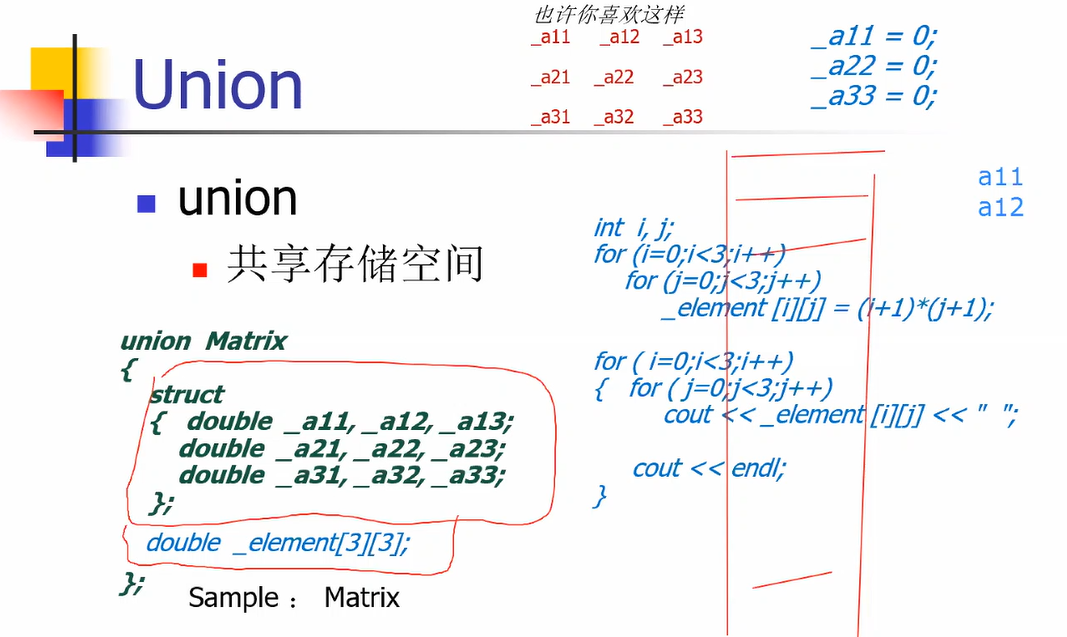 也许你喜欢这样
_a11 _a12 _a13
_a21 _a22 _a23
_a31 _a32 _a33
_a11 = 0;
_a22 = 0;
_a33 = 0;
Union
a11
a12
union
共享存储空间
union Matrix
{
struct
{ double _a11, _a12, _a13;
double _a21, _a22, _a23;
double _a31, _a32, _a33;
};
double _element[3][3];
};
Sample : Matrix
int i, j;
for (i=0;i<3;i++)
for (j=0;j<3;j++)
_element [i][j] = (i+1)*(j+1);
for ( i=0;i<3;i++)
{ for ( j=0;j<3;j++)
cout << _element [i][j] << " ";
cout << endl;
}